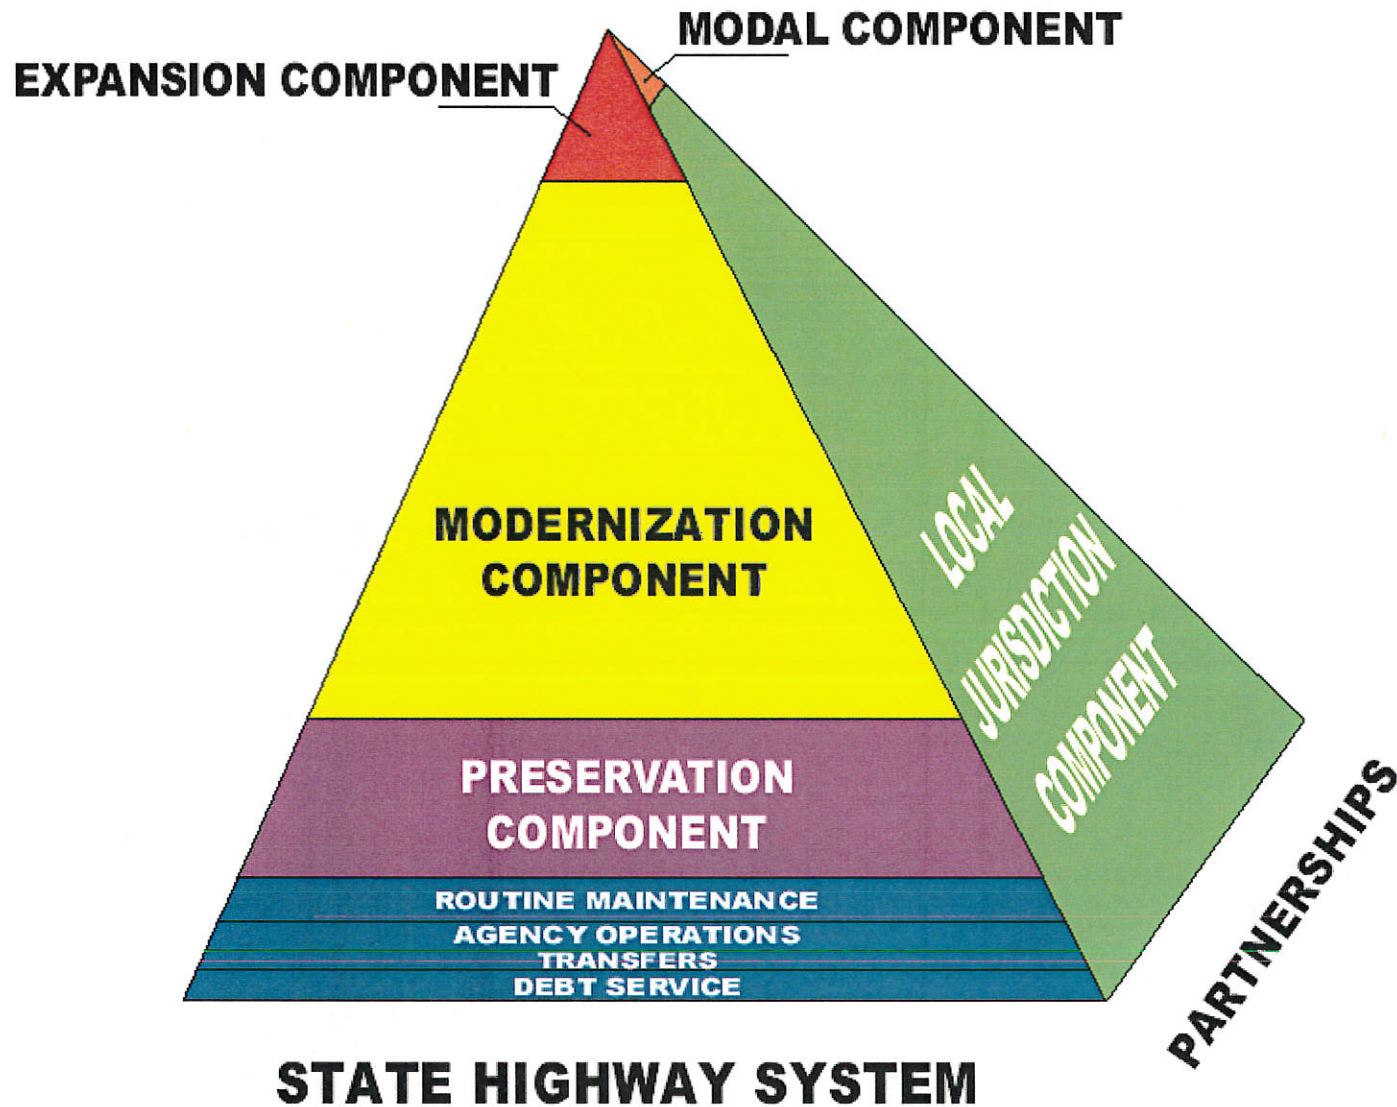 MODAL COMPONENT
EXPANSION COMPONENT
MODERNIZATION
COMPONENT
LOCAL
JURISDICTION
COMPONENT
PRESERVATION
COMPONENT
ROUTINE MAINTENANCE
AGENCY OPERATIONS
TRANSFERS
DEBT SERVICE
PARTNERSHIPS
STATE HIGHWAY SYSTEM